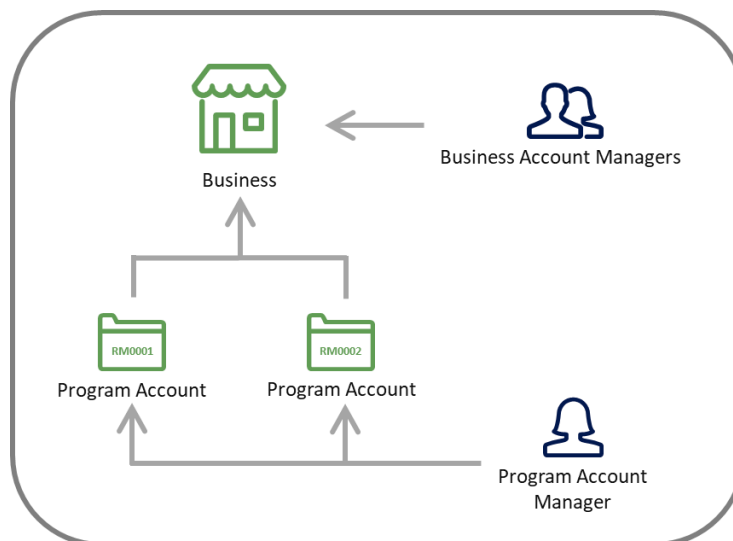 Business
Business Account Managers
RM0001
RM0002
Program Account
Program Account
Program Account
Manager